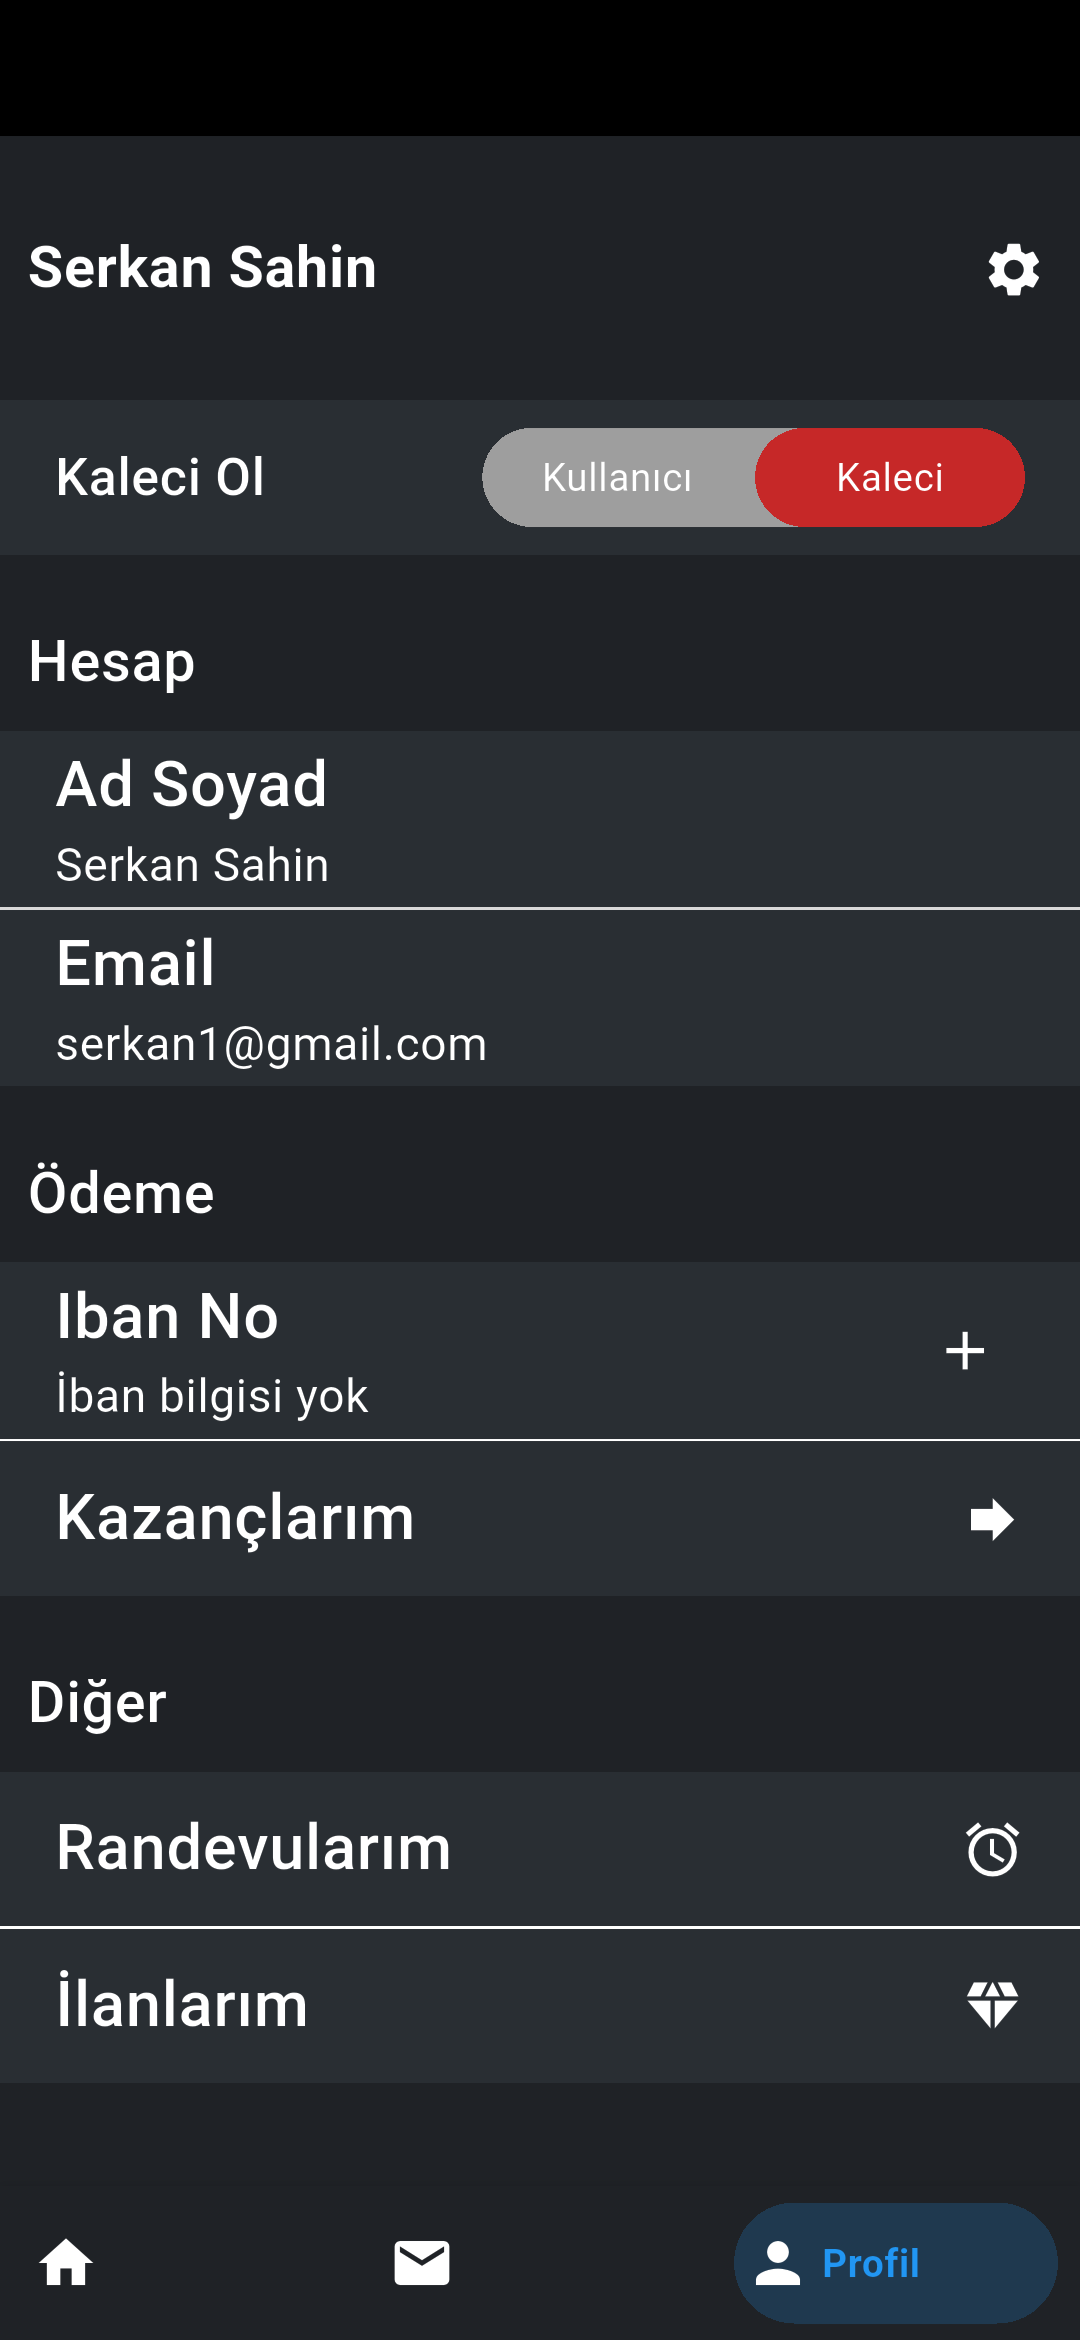 Serkan Sahin
Kaleci Ol
Kullanıcı
Kaleci
Hesap
Ad Soyad
Serkan Sahin
Email
serkan1@gmail.com
Ödeme
Iban No
İban bilgisi yok
Kazançlarım
Diğer
Randevularım
İlanlarım
Profil